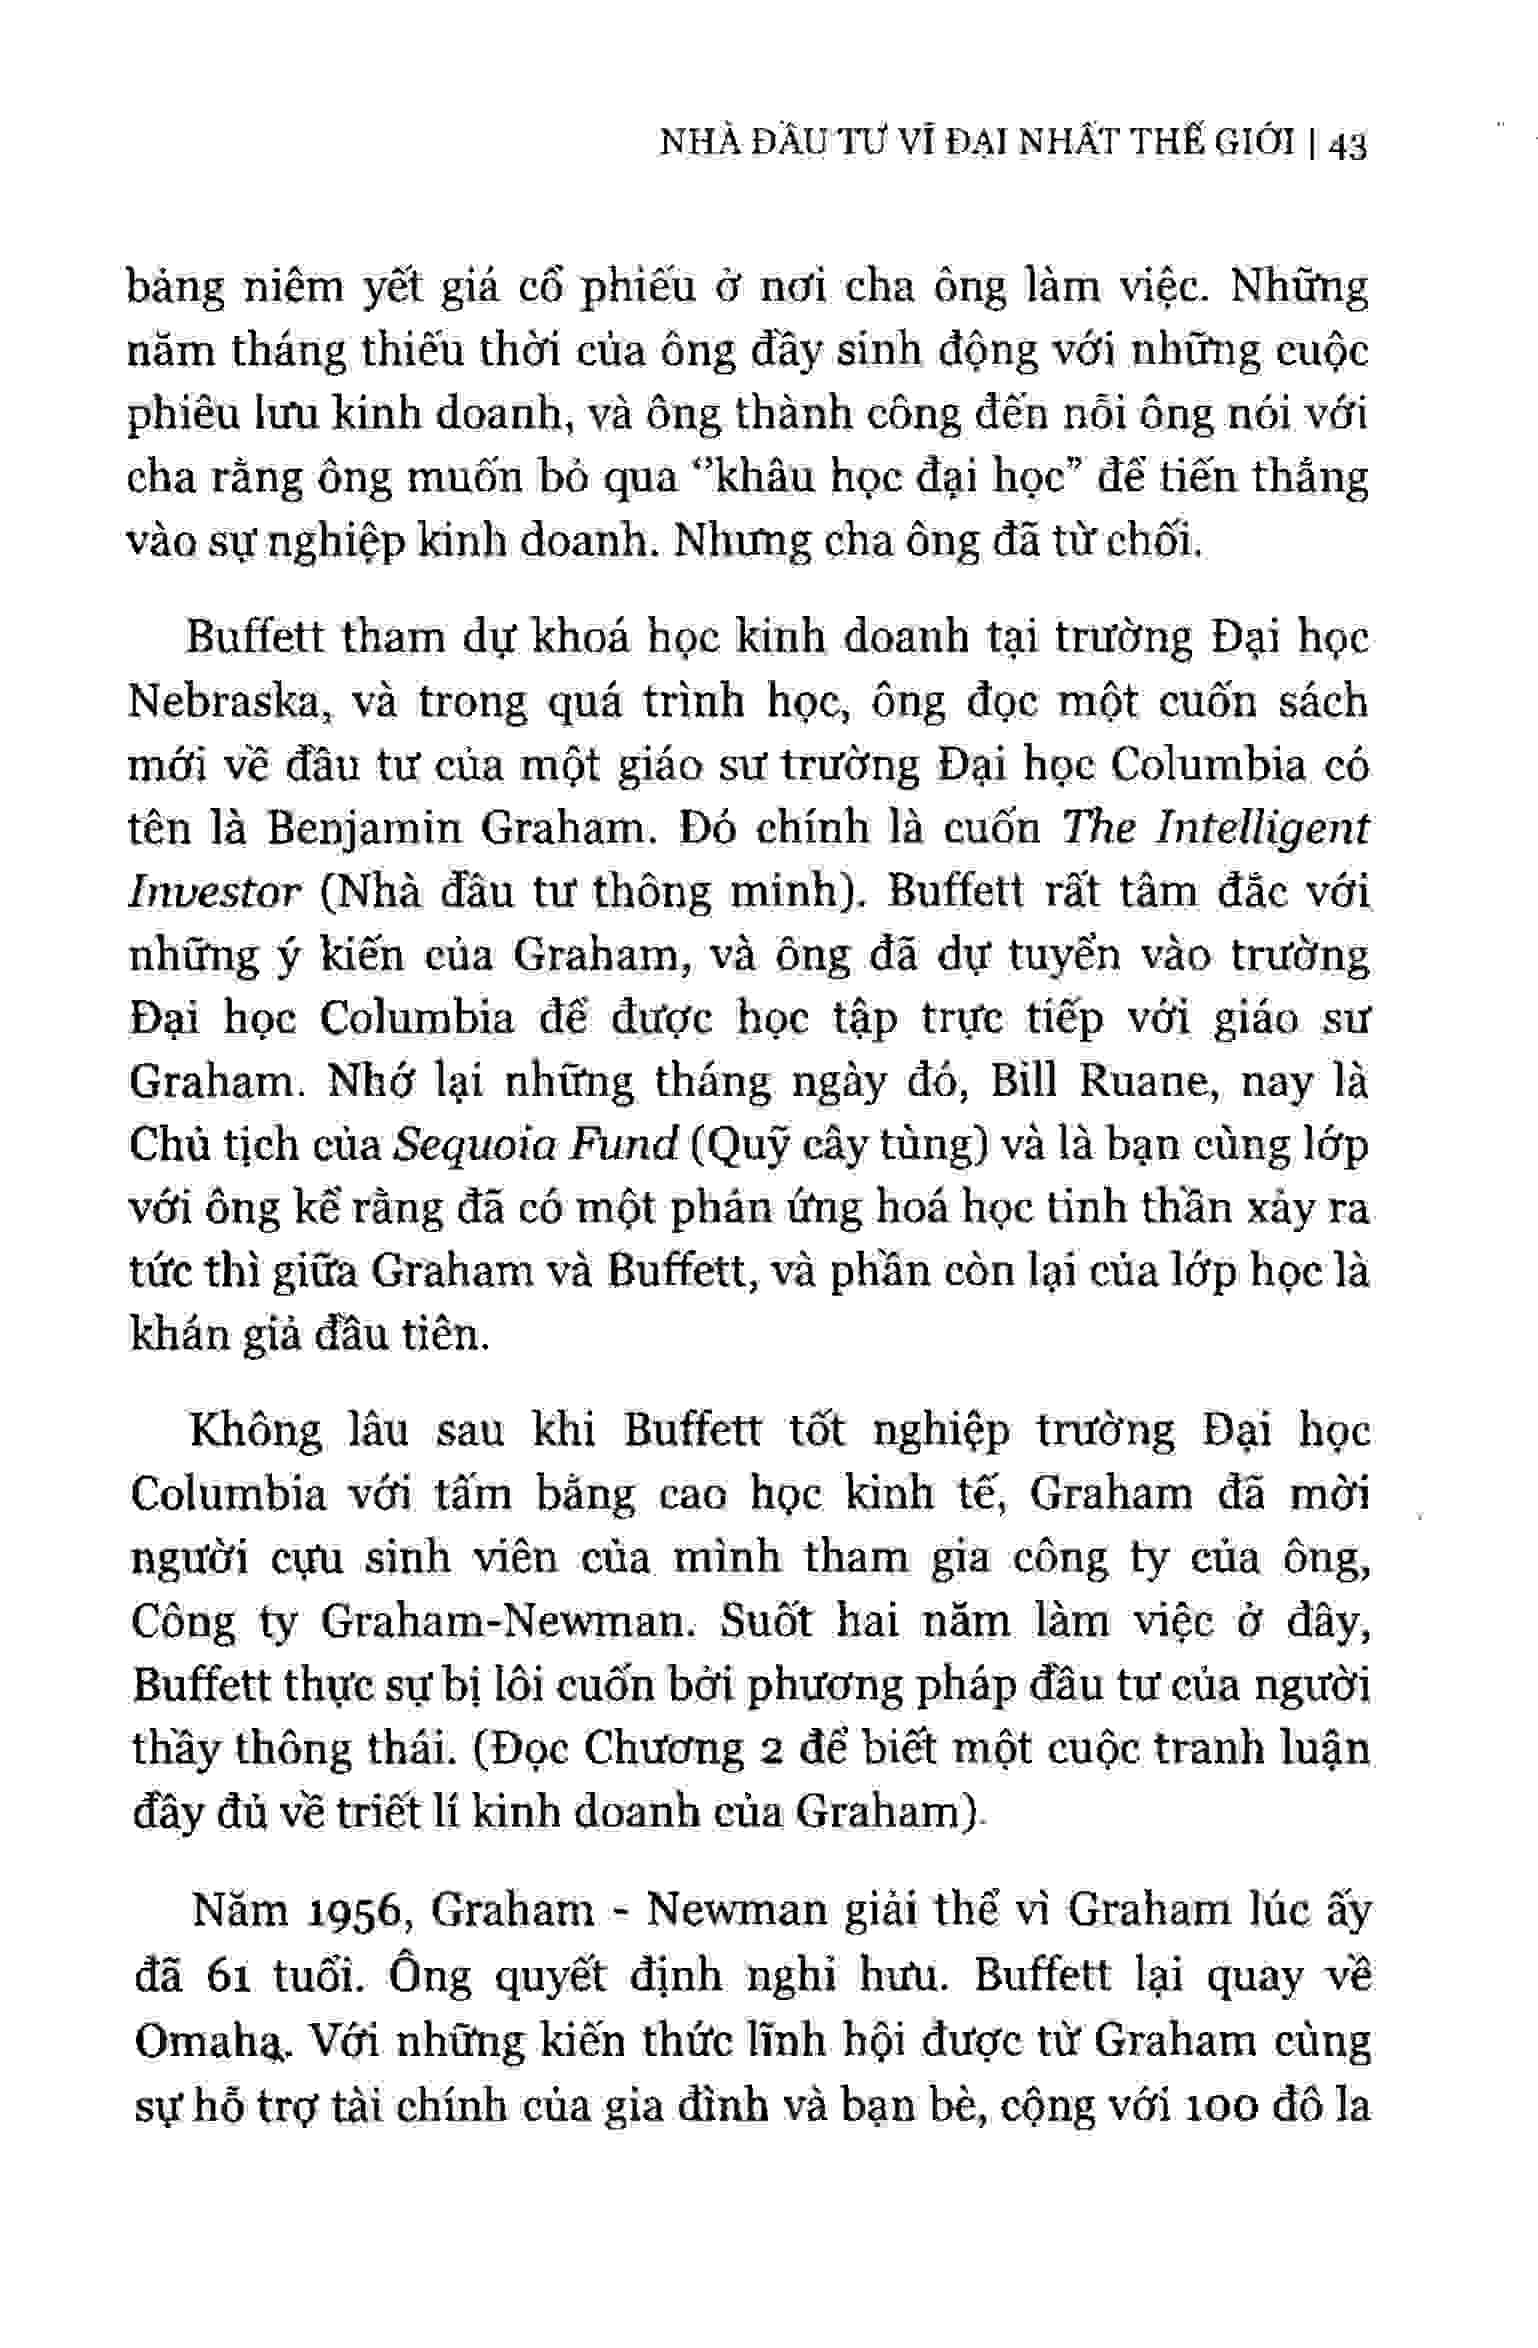 NHÀ ĐẦU TƯ VĨ ĐẠI NHẤT THẾ GIỚI | 43
bảng niêm yết giá cổ phiếu ở nơi cha ông làm việc. Những
năm tháng thiếu thời của ông đầy sinh động với những cuộc
phiêu lưu kinh doanh, và ông thành công đến nỗi ông nói với
cha rằng ông muốn bỏ qua “khâu học đại học” để tiến thẳng
vào sự nghiệp kinh doanh. Nhưng cha ông đã từ chối.
Buffett tham dự khoá học kinh doanh tại trường Đại học
Nebraska, và trong quá trình học, ông đọc một cuốn sách
mới về đầu tư của một giáo sư trường Đại học Columbia có
tên là Benjamin Graham. Đó chính là cuốn The Intelligent
Investor (Nhà đầu tư thông minh). Buffett rất tâm đắc với
những ý kiến của Graham, và ông đã dự tuyển vào trường
Đại học Columbia để được học tập trực tiếp với giáo sư
Graham. Nhớ lại những tháng ngày đó, Bill Ruane, nay là
Chủ tịch của Sequoia Fund (Quỹ cây tùng) và là bạn cùng lớp
với ông kể rằng đã có một phản ứng hoá học tinh thần xảy ra
tức thì giữa Graham và Buffett, và phần còn lại của lớp học là
khán giả đầu tiên.
Không lâu sau khi Buffett tốt nghiệp trường Đại học
Columbia với tấm bằng cao học kinh tế, Graham đã mời
người cựu sinh viên của mình tham gia công ty của ông,
Công ty Graham-Newman. Suốt hai năm làm việc ở đây,
Buffett thực sự bị lôi cuốn bởi phương pháp đầu tư của người
thầy thông thái. (Đọc Chương 2 để biết một cuộc tranh luận
đầy đủ về triết lí kinh doanh của Graham).
Năm 1956, Graham - Newman giải thể vì Graham lúc ấy
đã 61 tuổi. Ông quyết định nghỉ hưu. Buffett lại quay về
Omaha. Với những kiến thức lĩnh hội được từ Graham cùng
sự hỗ trợ tài chính của gia đình và bạn bè, cộng với 100 đô la